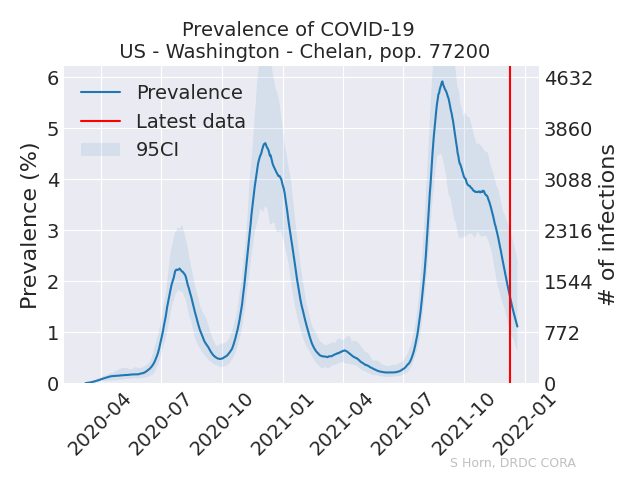 Prevalence of COVID-19
US - Washington - Chelan, pop. 77200
Prevalence
Latest data
95CI
Prevalence (%)
6
5
4
3
2
1
0
4632
3860
3088
2316
1544
772
0
# of infections
2020-04
2020-07
2020-10
2021-01
2021-04
2021-07
2021-10
2022-01
S Horn, DRDC CORA